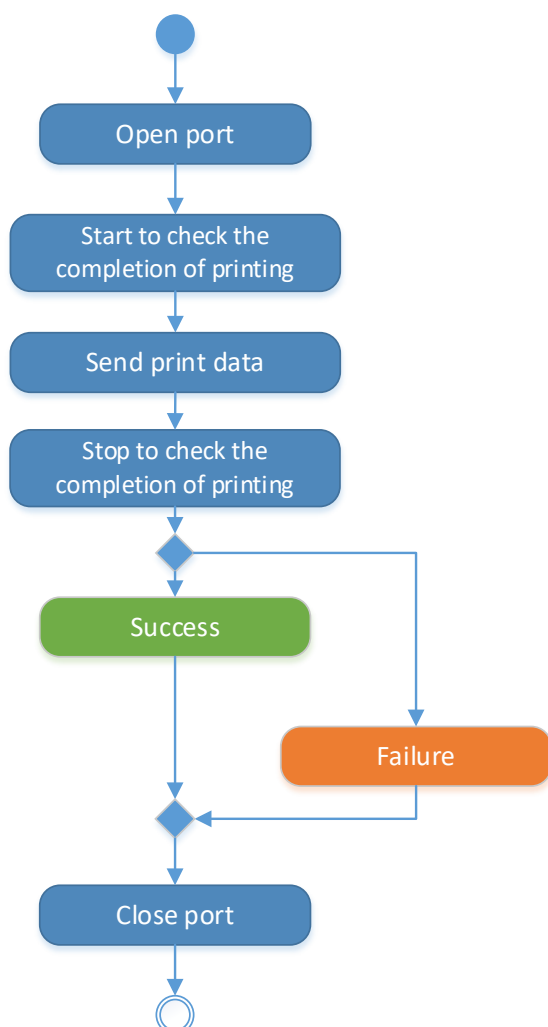 Open port
Start to check the
completion of printing
Send print data
Stop to check the
completion of printing
Success
Failure
Close port